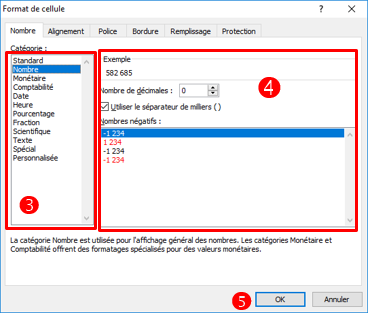 Format de cellule
Nombre Alignement Police Bordure Remplissage Protection
Catégorie :
Standard
Nombre
Monétaire
Comptabilité
Date
Heure
Pourcentage
Fraction
Scientifique
Texte
Spécial
Personnalisée
3
Exemple
582 685
4
Nombre de décimales : 0
Utiliser le séparateur de milliers ( )
Nombres négatifs :
-1 234
1 234
-1 234
-1 234
La catégorie Nombre est utilisée pour l'affichage général des nombres. Les catégories Monétaire et
Comptabilité offrent des formatages spécialisés pour des valeurs monétaires.
5 OK Annuler